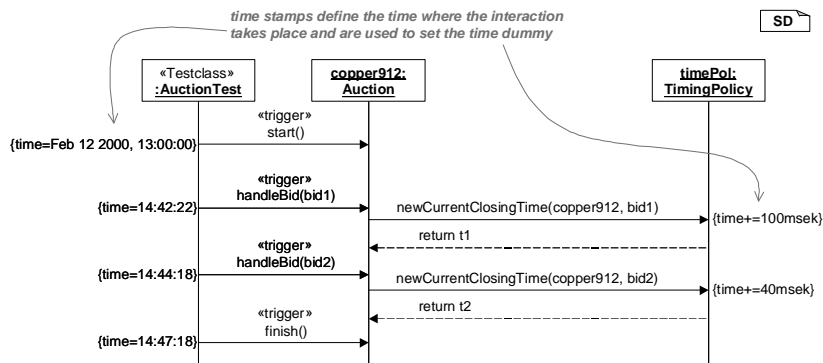 time stamps define the time where the interaction
takes place and are used to set the time dummy
SD
«Testclass»
:AuctionTest
copper912:
Auction
timePol:
TimingPolicy
«trigger»
start()
{time=Feb 12 2000, 13:00:00}
«trigger»
handleBid(bid1)
{time=14:42:22}
newCurrentClosingTime(copper912, bid1)
{time+=100msek}
return t1
«trigger»
handleBid(bid2)
{time=14:44:18}
newCurrentClosingTime(copper912, bid2)
{time+=40msek}
return t2
«trigger»
finish()
{time=14:47:18}